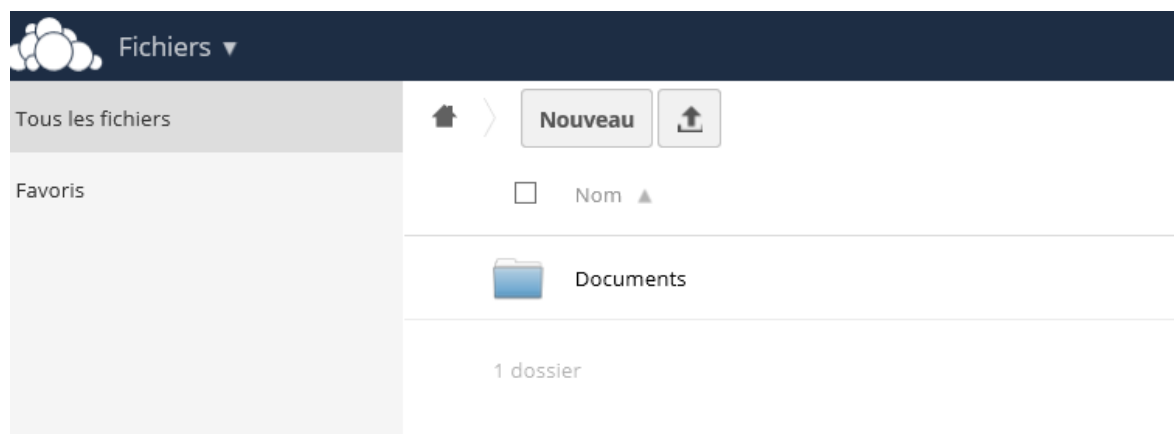 Fichiers ▾
Tous les fichiers
Favoris
Nouveau
Nom ▲
Documents
1 dossier